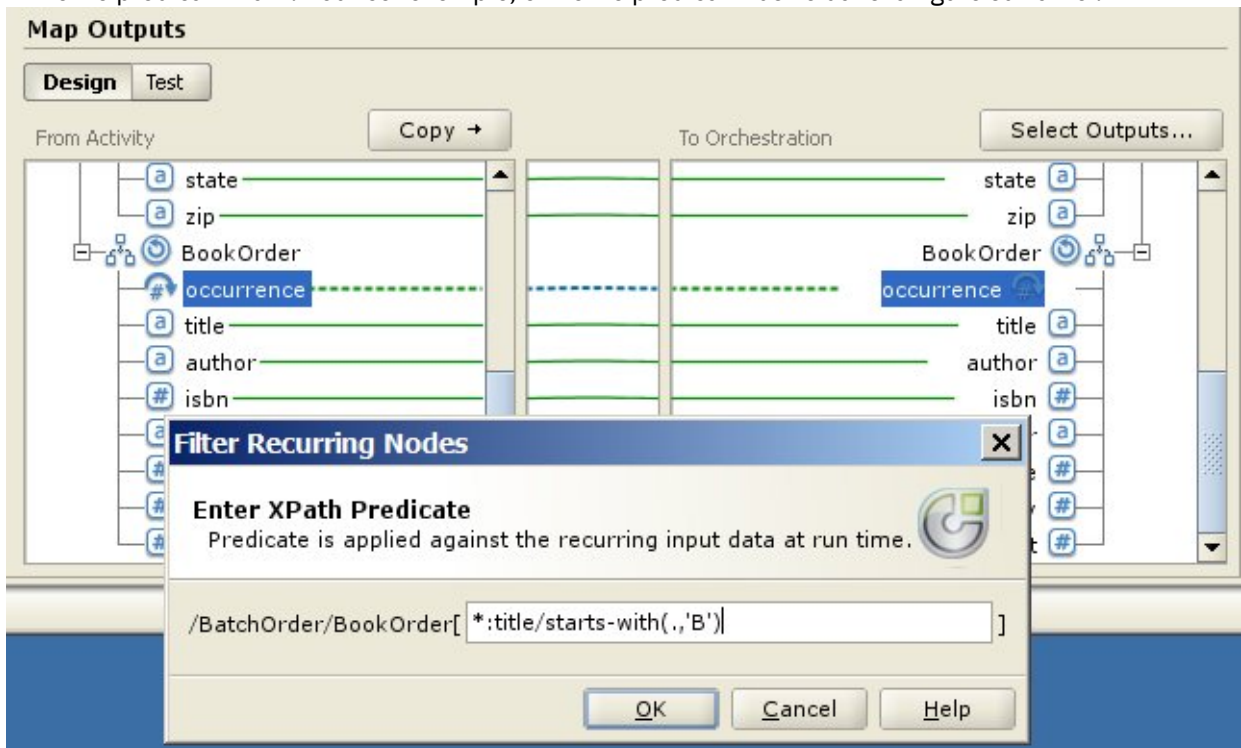 Map Outputs
Design Test
From Activity Copy → To Orchestration Select Outputs...
a state state a
a zip zip a
BookOrder BookOrder
# occurrence occurrence #
a title title a
a author author a
# isbn isbn #
Filter Recurring Nodes
Enter XPath Predicate
Predicate is applied against the recurring input data at run time.
/BatchOrder/BookOrder[ *:title/starts-with(.,'B') ]
OK Cancel Help